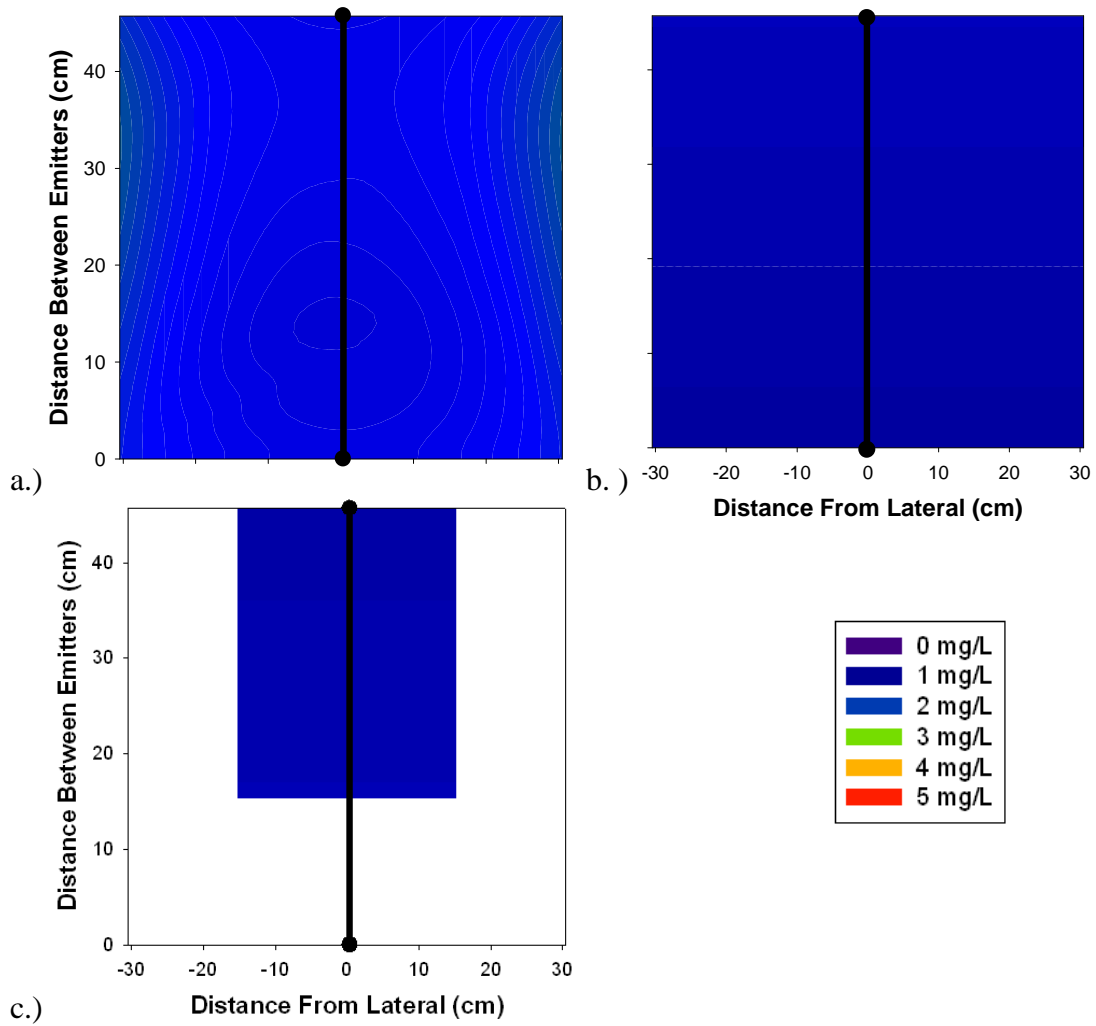 Distance Between Emitters (cm)
40
30
20
10
0
a.)
b. )
-30 -20 -10 0 10 20 30
Distance From Lateral (cm)
Distance Between Emitters (cm)
40
30
20
10
0
-30 -20 -10 0 10 20 30
Distance From Lateral (cm)
c.)
0 mg/L
1 mg/L
2 mg/L
3 mg/L
4 mg/L
5 mg/L